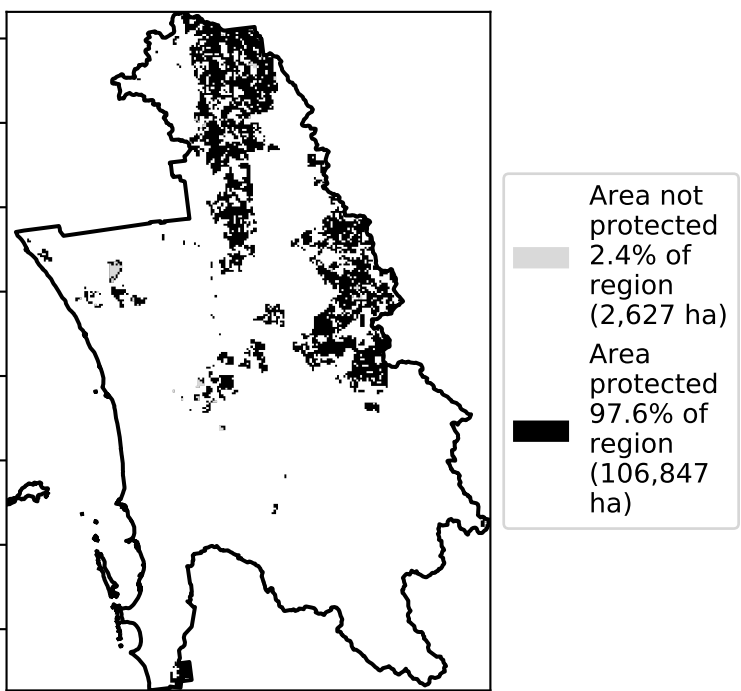 Area not
protected
2.4% of
region
(2,627 ha)
Area
protected
97.6% of
region
(106,847
ha)